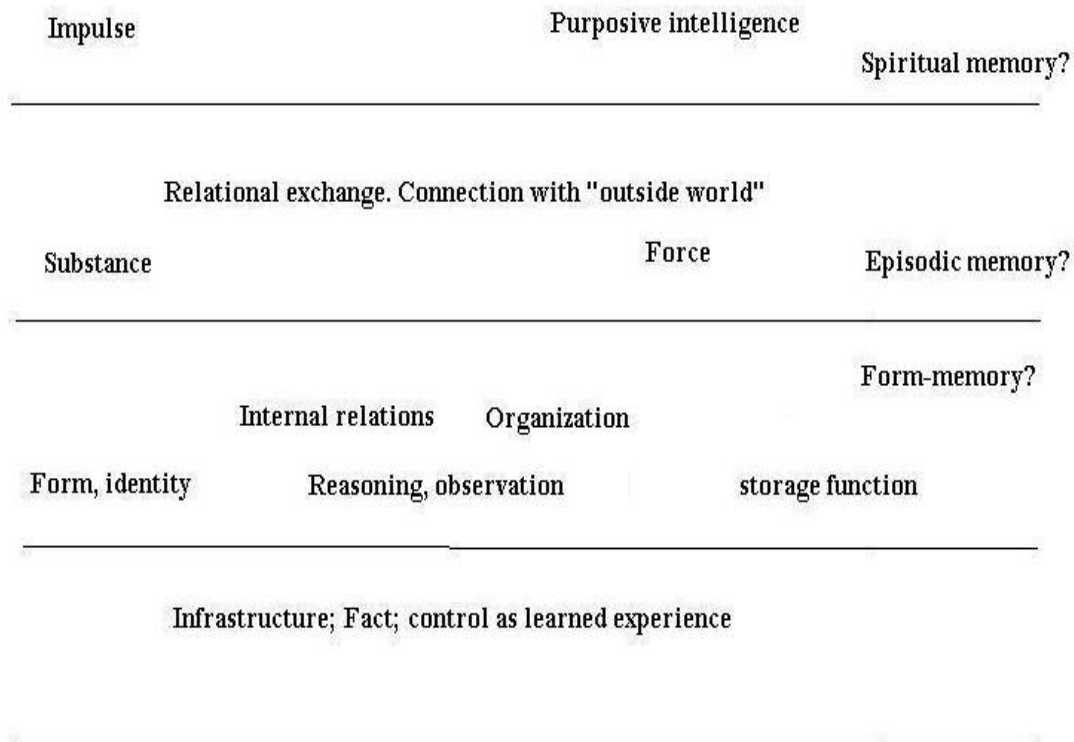 Impulse
Purposive intelligence
Spiritual memory?
Relational exchange. Connection with "outside world"
Substance
Force
Episodic memory?
Form-memory?
Internal relations
Organization
Form, identity
Reasoning, observation
storage function
Infrastructure; Fact; control as learned experience